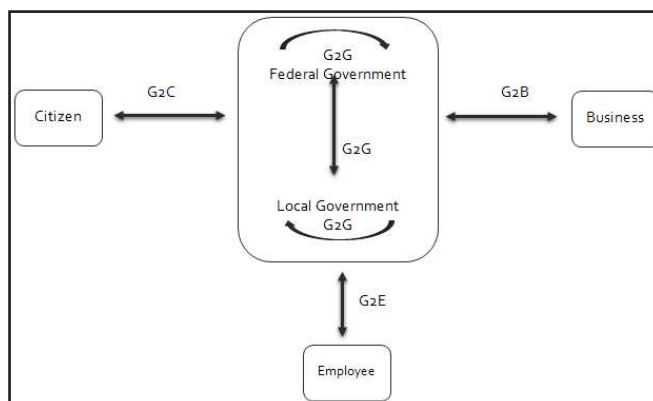 G2G
Federal Government
G2C
G2B
Citizen
Business
G2G
Local Government
G2G
G2E
Employee